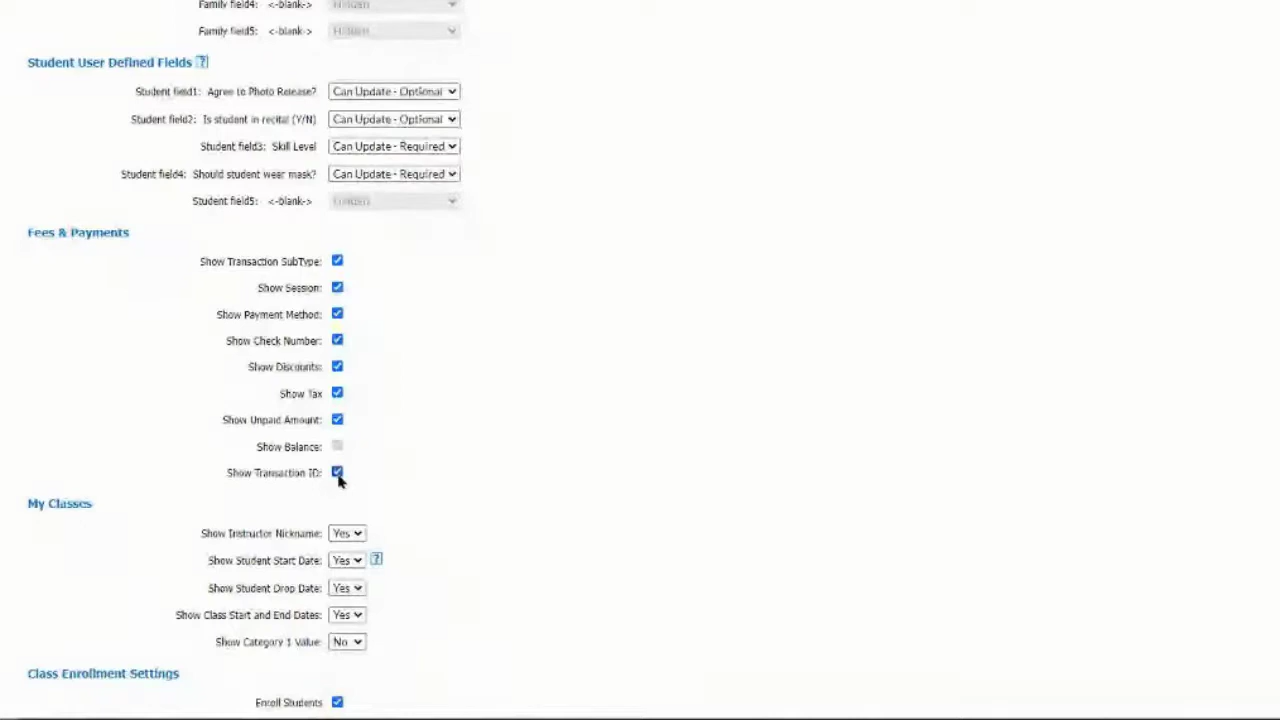 Family field4: <-blank-> Hidden
Family field5: <-blank-> Hidden
Student User Defined Fields ?
Student field1: Agree to Photo Release? Can Update - Optional
Student field2: Is student in recital (Y/N) Can Update - Optional
Student field3: Skill Level Can Update - Required
Student field4: Should student wear mask? Can Update - Required
Student field5: <-blank-> Hidden
Fees & Payments
Show Transaction SubType:
Show Session:
Show Payment Method:
Show Check Number:
Show Discounts:
Show Tax
Show Unpaid Amount:
Show Balance:
Show Transaction ID:
My Classes
Show Instructor Nickname: Yes
Show Student Start Date: Yes ?
Show Student Drop Date: Yes
Show Class Start and End Dates: Yes
Show Category 1 Value: No
Class Enrollment Settings
Enroll Students